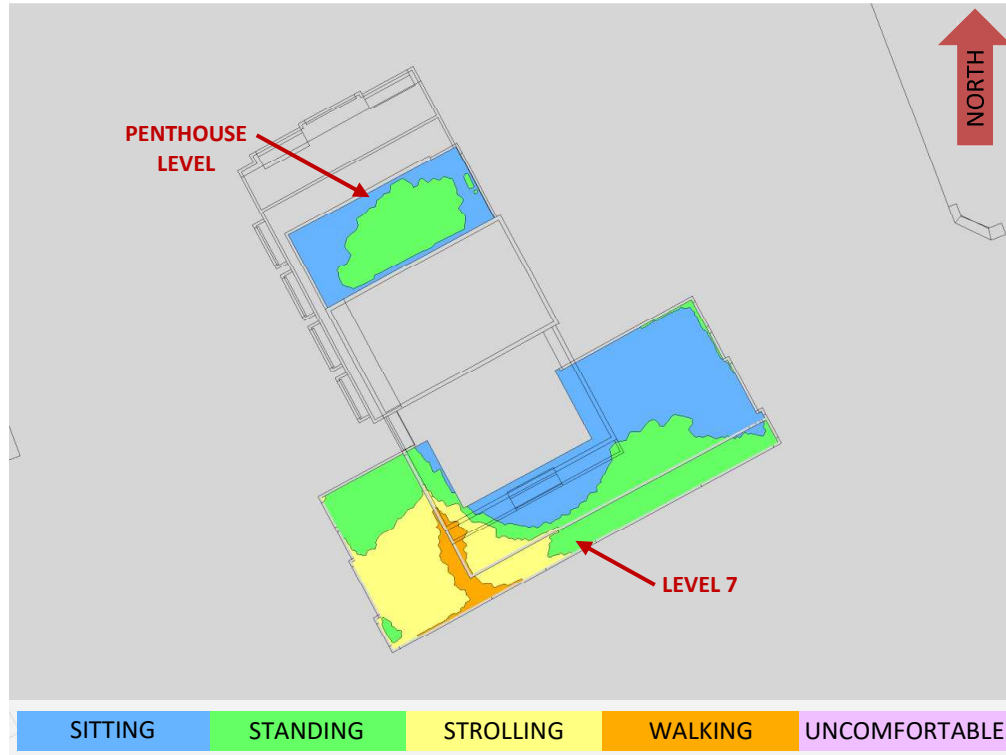 NORTH
PENTHOUSE
LEVEL
LEVEL 7
SITTING
STANDING
STROLLING
WALKING
UNCOMFORTABLE